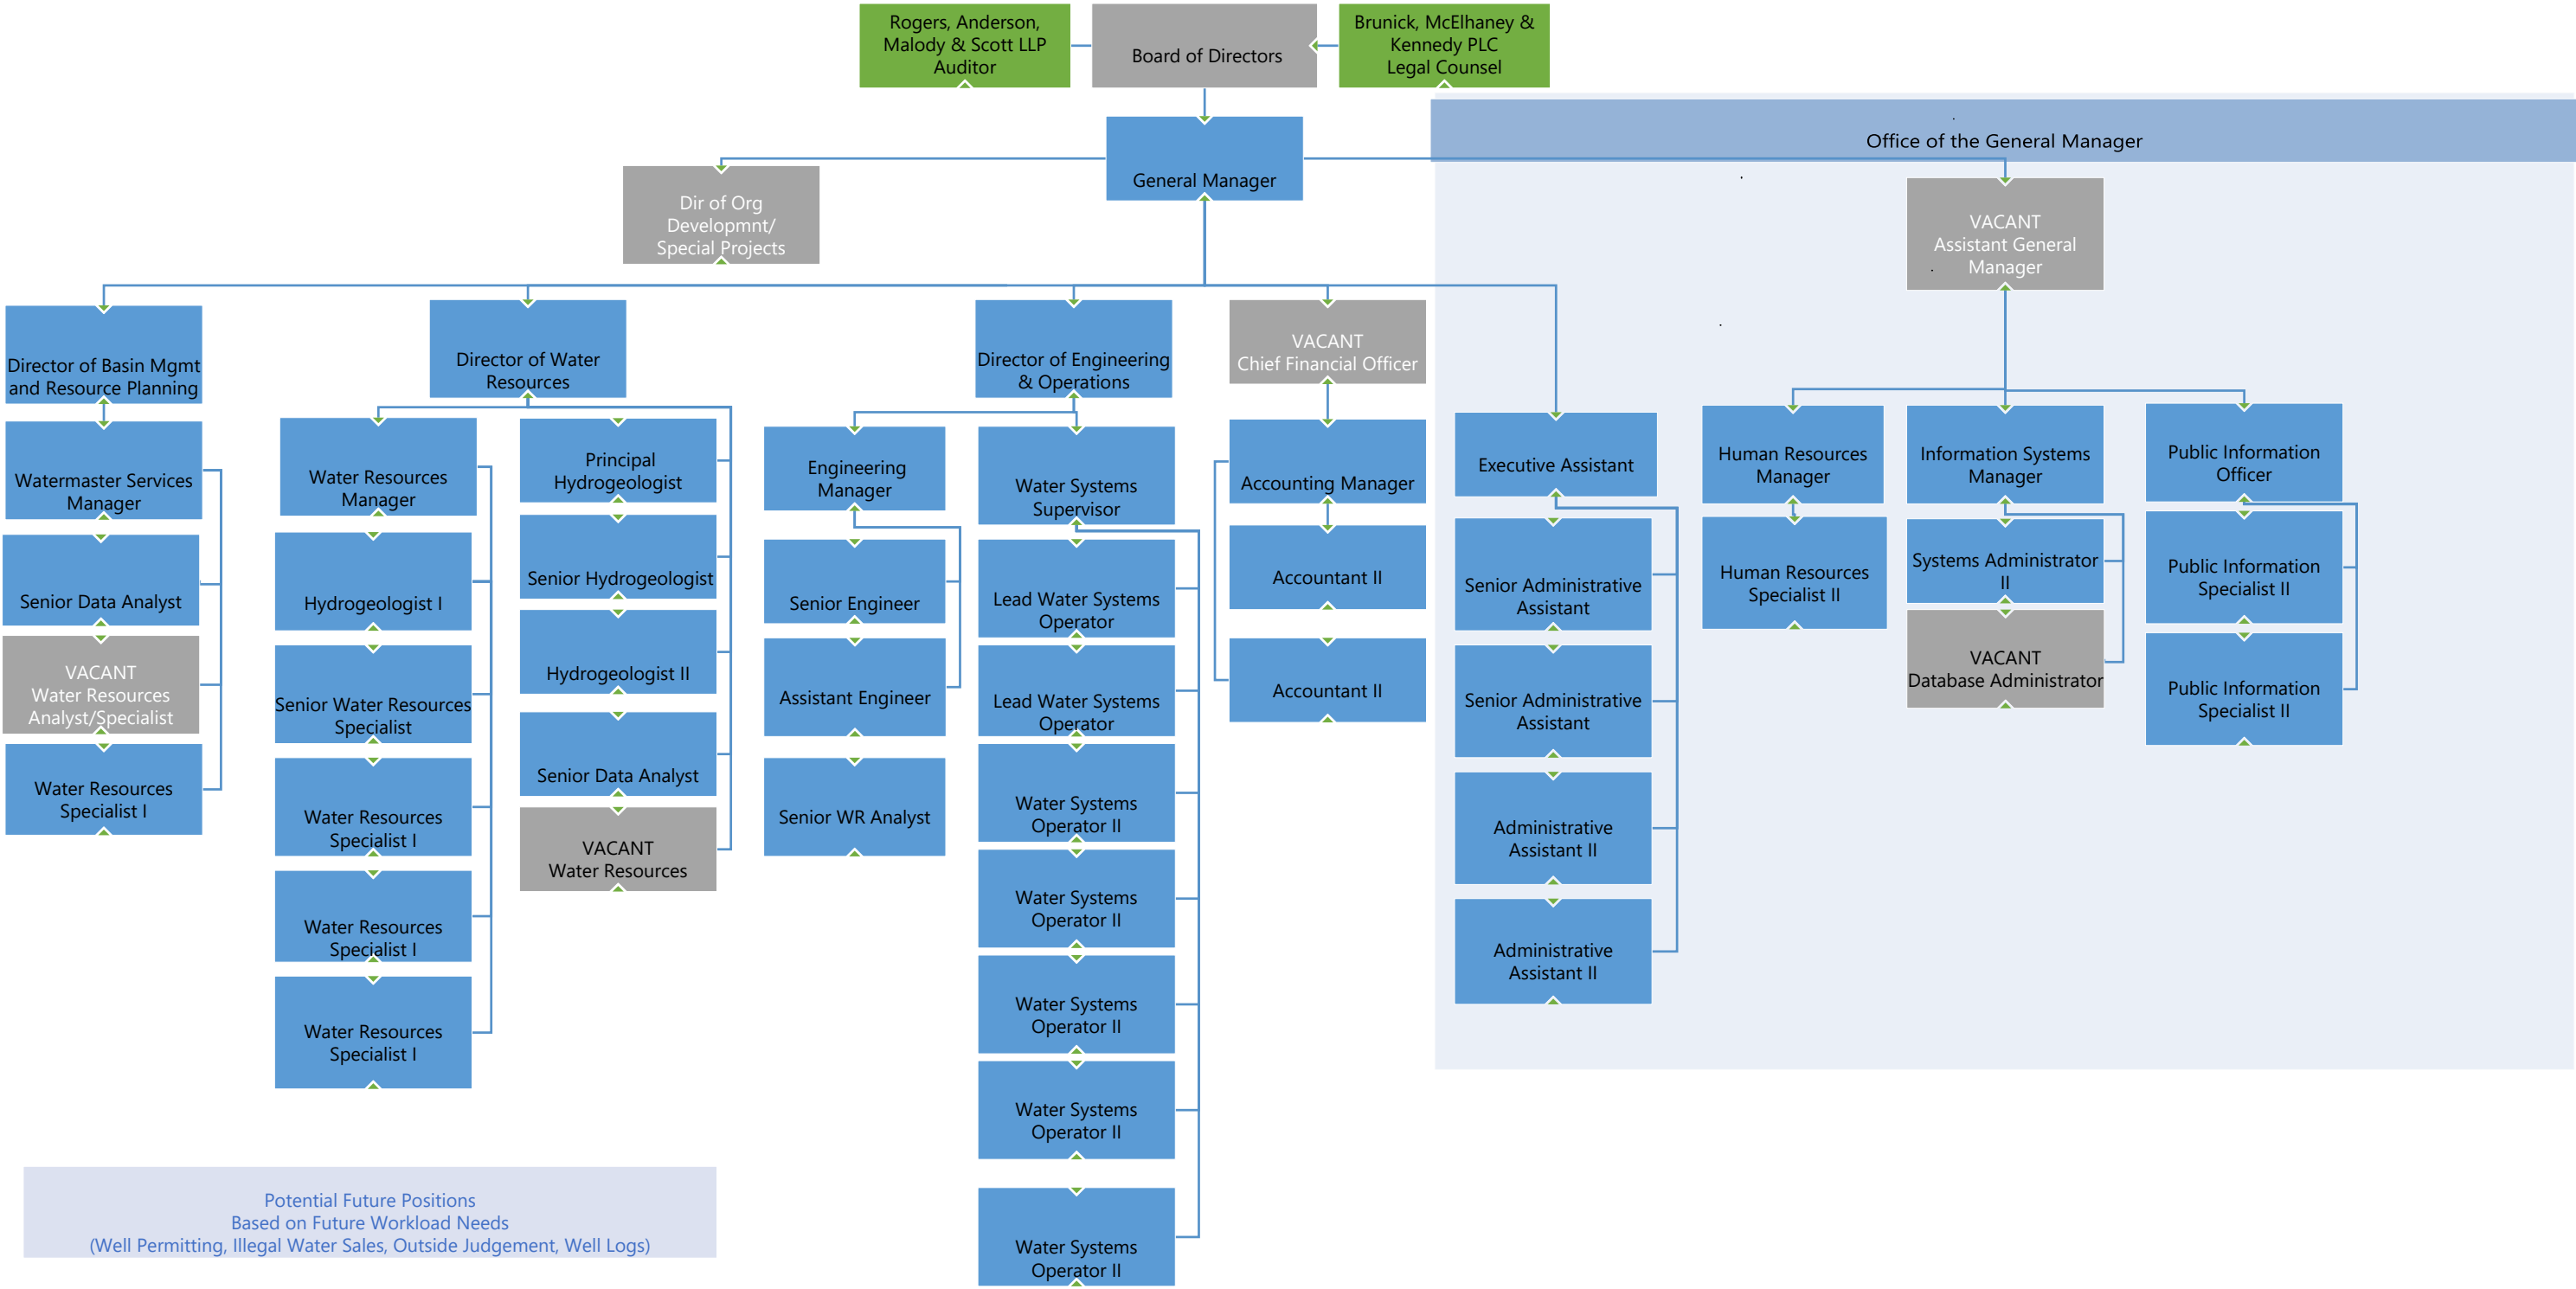 Rogers, Anderson,
Malody & Scott LLP
Auditor
Board of Directors
Brunick, McElhaney &
Kennedy PLC
Legal Counsel
Office of the General Manager
General Manager
Dir of Org
Developmnt/
Special Projects
VACANT
Assistant General
Manager
Director of Basin Mgmt
and Resource Planning
Director of Water
Resources
Director of Engineering
& Operations
VACANT
Chief Financial Officer
Watermaster Services
Manager
Senior Data Analyst
VACANT
Water Resources
Analyst/Specialist
Water Resources
Specialist I
Water Resources
Manager
Hydrogeologist I
Senior Water Resources
Specialist
Water Resources
Specialist I
Water Resources
Specialist I
Water Resources
Specialist I
Principal
Hydrogeologist
Senior Hydrogeologist
Hydrogeologist II
Senior Data Analyst
VACANT
Water Resources
Engineering
Manager
Senior Engineer
Assistant Engineer
Senior WR Analyst
Water Systems
Supervisor
Lead Water Systems
Operator
Lead Water Systems
Operator
Water Systems
Operator II
Water Systems
Operator II
Water Systems
Operator II
Water Systems
Operator II
Water Systems
Operator II
Accounting Manager
Accountant II
Accountant II
Executive Assistant
Senior Administrative
Assistant
Senior Administrative
Assistant
Administrative
Assistant II
Administrative
Assistant II
Human Resources
Manager
Human Resources
Specialist II
Information Systems
Manager
Systems Administrator
II
VACANT
Database Administrator
Public Information
Officer
Public Information
Specialist II
Public Information
Specialist II
Potential Future Positions
Based on Future Workload Needs
(Well Permitting, Illegal Water Sales, Outside Judgement, Well Logs)